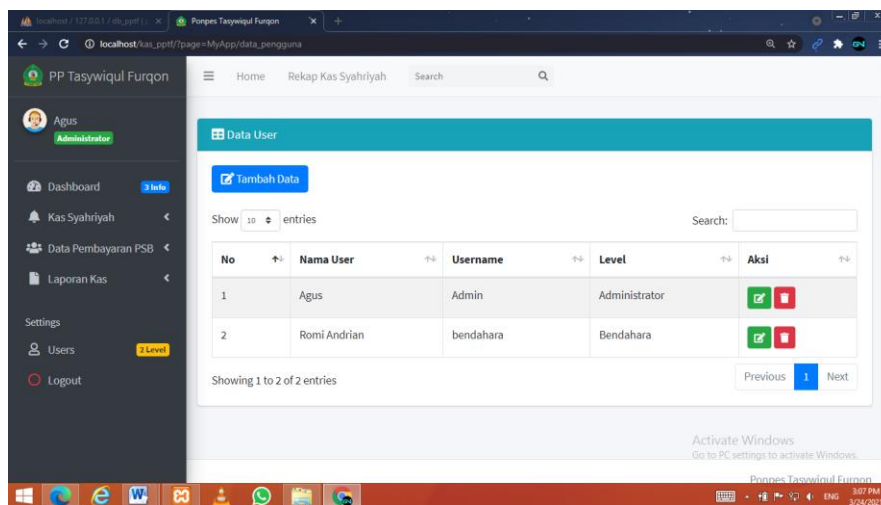 localhost / 127.0.0.1 / db_pptf | 
Ponpes Tasywiqul Furqon
localhost/kas_pptf/?page=MyApp/data_pengguna
GN
PP Tasywiqul Furqon
Home Rekap Kas Syahriyah Search
Agus
Administrator
Data User
Tambah Data
Dashboard 3 Info
Kas Syahriyah
Data Pembayaran PSB
Laporan Kas
Settings
Users 2 Level
Logout
Show 10 entries Search:
No Nama User Username Level Aksi
1 Agus Admin Administrator
2 Romi Andrian bendahara Bendahara
Showing 1 to 2 of 2 entries Previous 1 Next
Activate Windows
Go to PC settings to activate Windows.
Ponpes Tasywiqul Furqon
ENG 3:07 PM
3/24/202